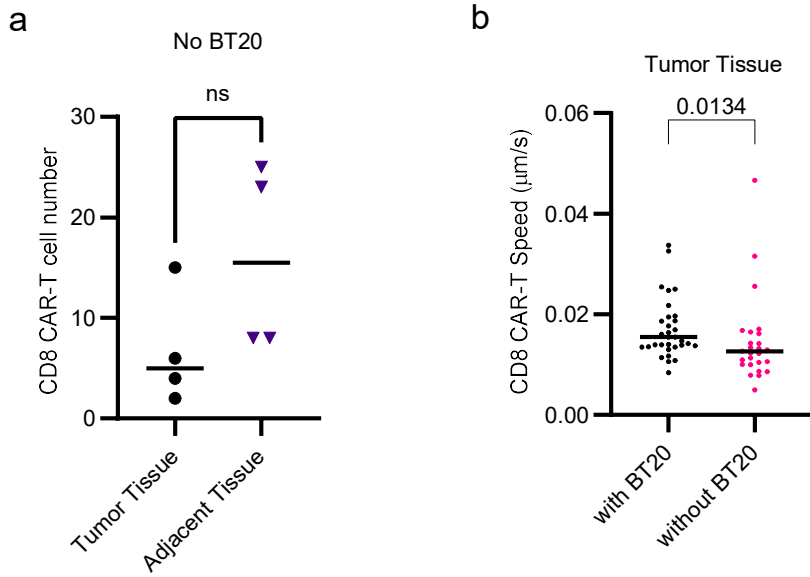 a
No BT20
ns
30
20
10
0
CD8 CAR-T cell number
Tumor Tissue
Adjacent Tissue
b
Tumor Tissue
0.0134
0.06
0.04
0.02
0.00
CD8 CAR-T Speed (μm/s)
with BT20
without BT20